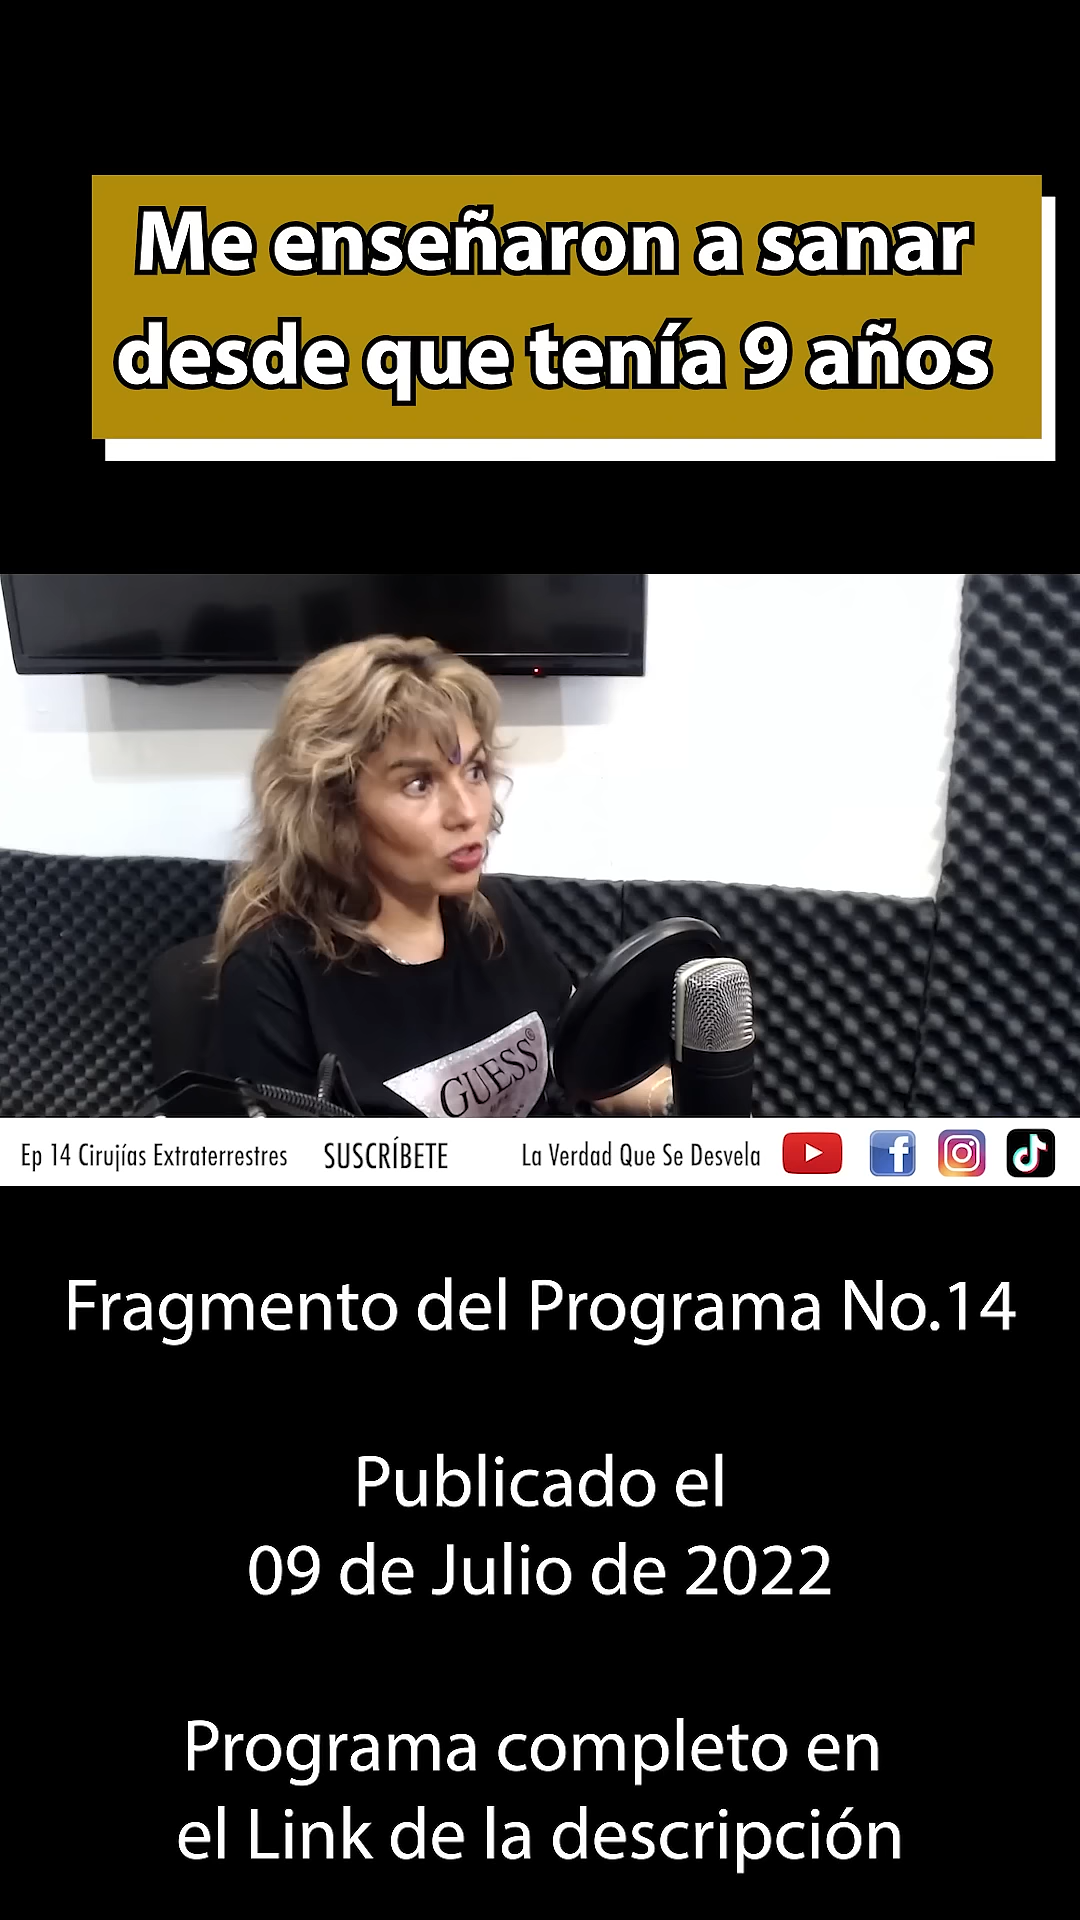 Me enseñaron a sanar
desde que tenía 9 años
GUESS
Ep 14 Cirujías Extraterrestres SUSCRÍBETE La Verdad Que Se Desvela
Fragmento del Programa No.14
Publicado el
09 de Julio de 2022
Programa completo en
el Link de la descripción